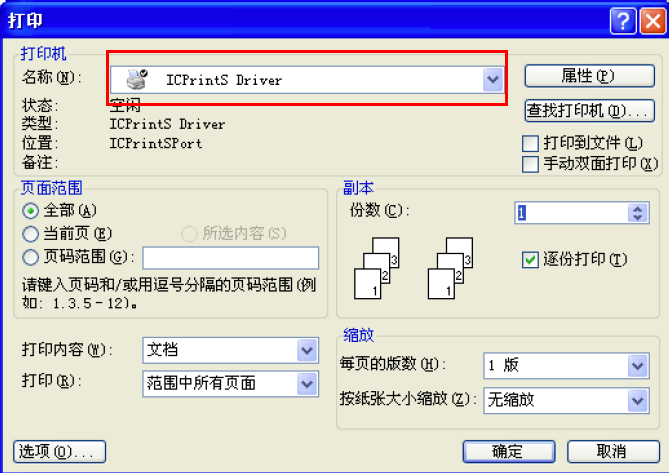 打印
打印机
名称(N): ICPrintS Driver 属性(P)
状态: 空闲
类型: ICPrintS Driver 查找打印机(D)...
位置: ICPrintSPort 打印到文件(L)
备注: 手动双面打印(X)
页面范围
全部(A)
当前页(E) 所选内容(S)
页码范围(G):
请键入页码和/或用逗号分隔的页码范围(例
如: 1.3.5-12)。
副本
份数(C): 1
1 2 3 1 2 3 逐份打印(T)
打印内容(W): 文档
打印(R): 范围中所有页面
缩放
每页的版数(H): 1 版
按纸张大小缩放(Z): 无缩放
选项(O)... 确定 取消